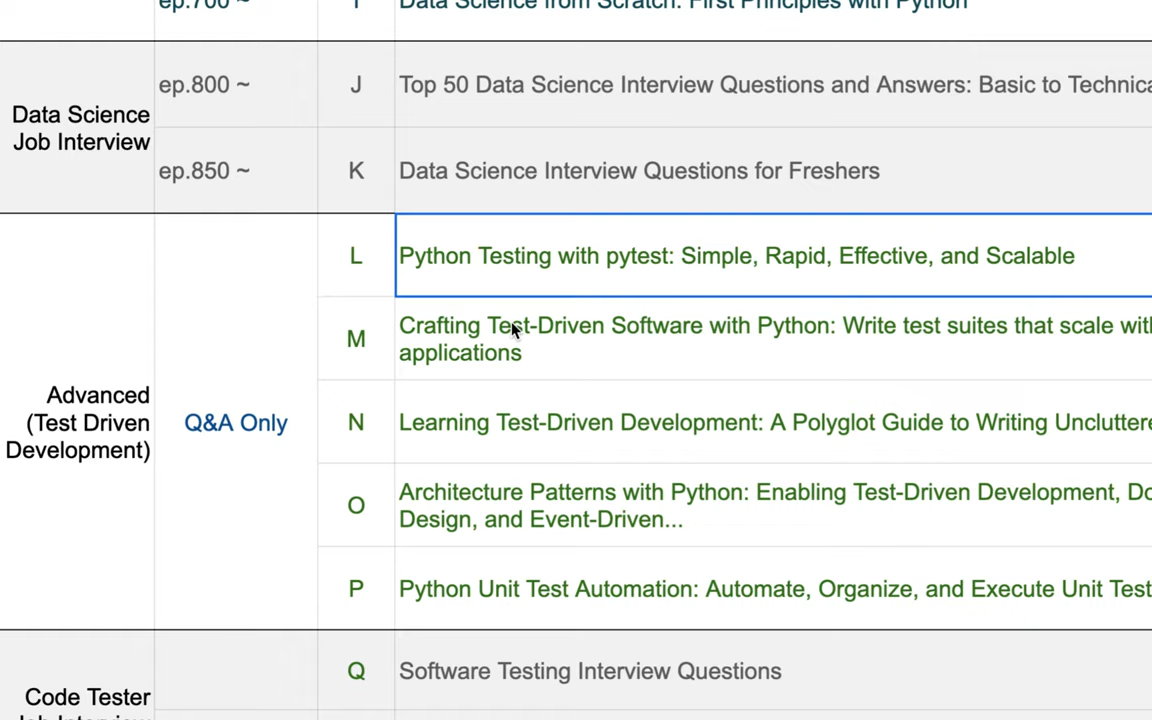 ep.700 ~
Data Science from Scratch: First Principles with Python
Data Science
Job Interview
ep.800 ~
J
Top 50 Data Science Interview Questions and Answers: Basic to Technica
ep.850 ~
K
Data Science Interview Questions for Freshers
Advanced
(Test Driven
Development)
Q&A Only
L
Python Testing with pytest: Simple, Rapid, Effective, and Scalable
M
Crafting Test-Driven Software with Python: Write test suites that scale wit
applications
N
Learning Test-Driven Development: A Polyglot Guide to Writing Unclutter
O
Architecture Patterns with Python: Enabling Test-Driven Development, Do
Design, and Event-Driven...
P
Python Unit Test Automation: Automate, Organize, and Execute Unit Test
Code Tester
Job Interview
Q
Software Testing Interview Questions